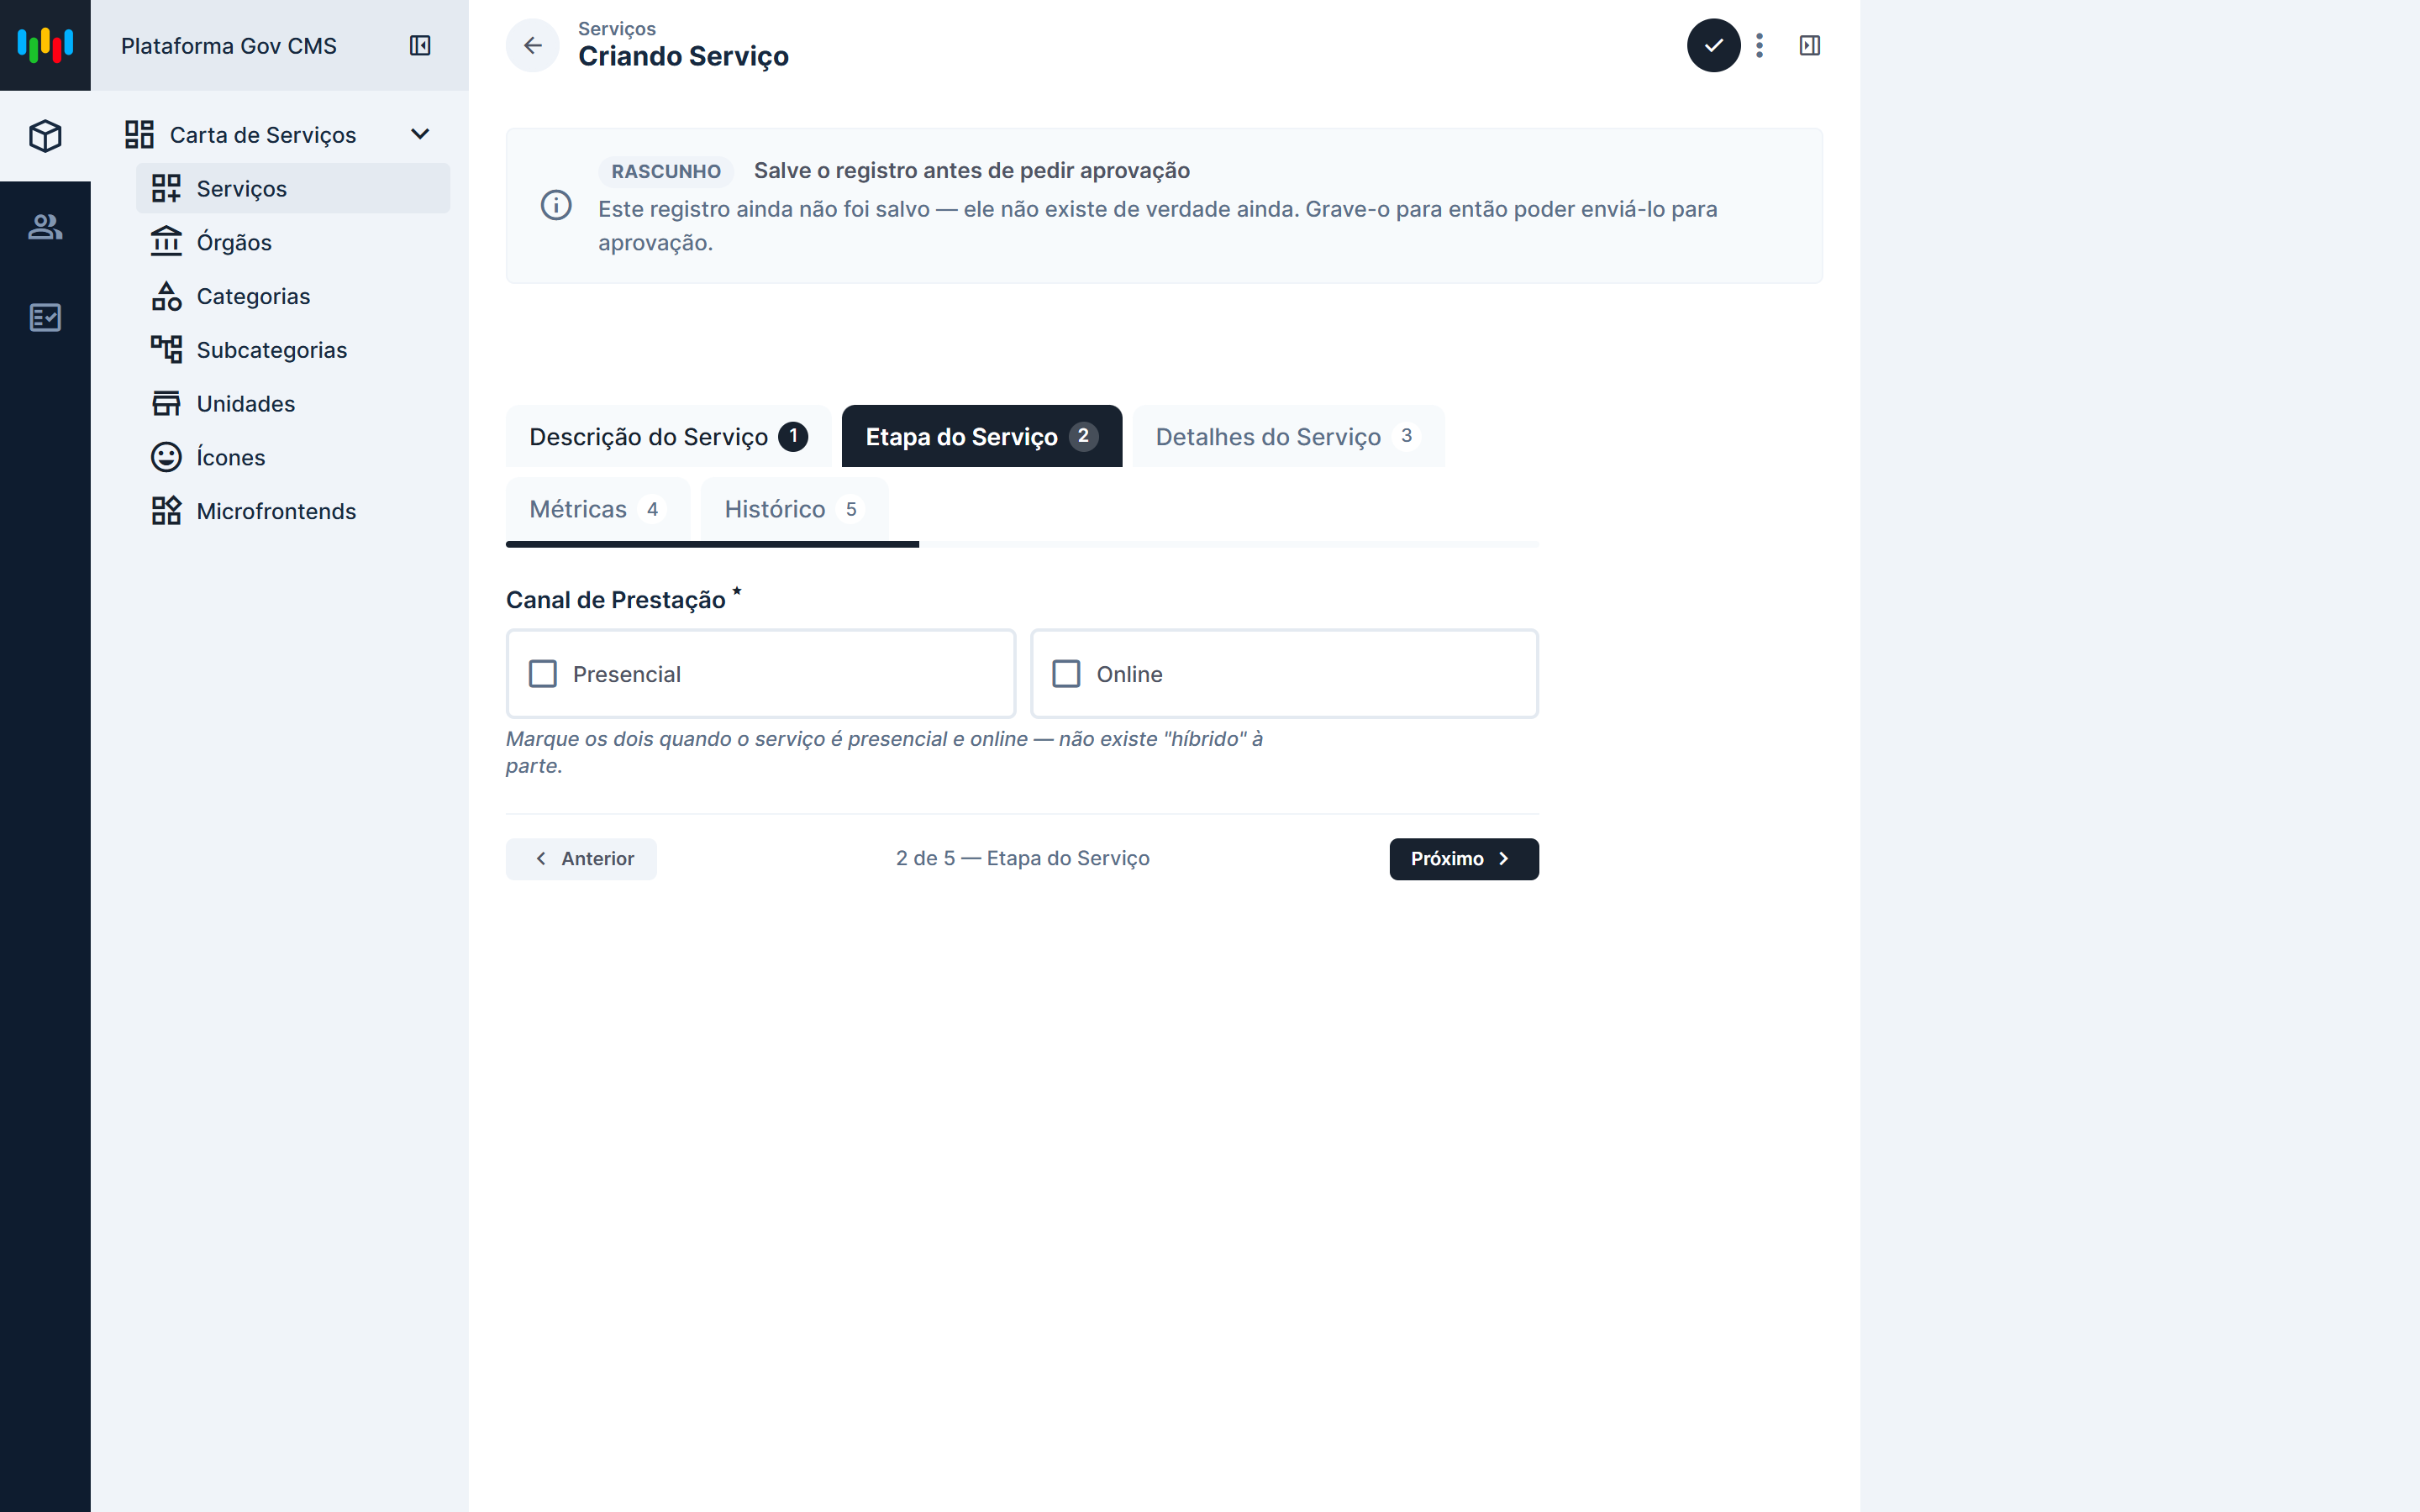 Plataforma Gov CMS
Carta de Serviços
Serviços
Órgãos
Categorias
Subcategorias
Unidades
Ícones
Microfrontends
Serviços
Criando Serviço
RASCUNHO Salve o registro antes de pedir aprovação
Este registro ainda não foi salvo — ele não existe de verdade ainda. Grave-o para então poder enviá-lo para
aprovação.
Descrição do Serviço 1 Etapa do Serviço 2 Detalhes do Serviço 3
Métricas 4 Histórico 5
Canal de Prestação *
Presencial Online
Marque os dois quando o serviço é presencial e online — não existe "híbrido" à
parte.
Anterior 2 de 5 — Etapa do Serviço Próximo